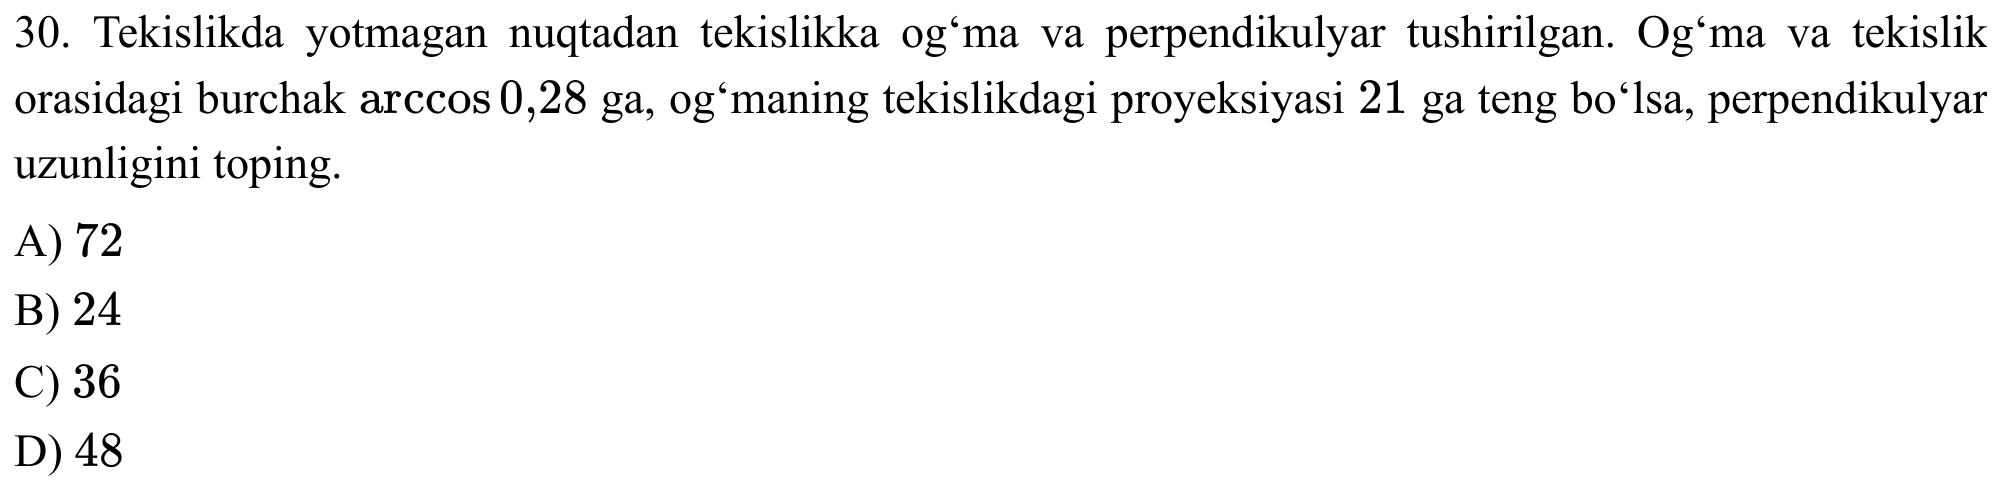 30. Tekislikda yotmagan nuqtadan tekislikka og‘ma va perpendikulyar tushirilgan. Og‘ma va tekislik
orasidagi burchak arccos 0,28 ga, og‘maning tekislikdagi proyeksiyasi 21 ga teng bo‘lsa, perpendikulyar
uzunligini toping.
A) 72
B) 24
C) 36
D) 48